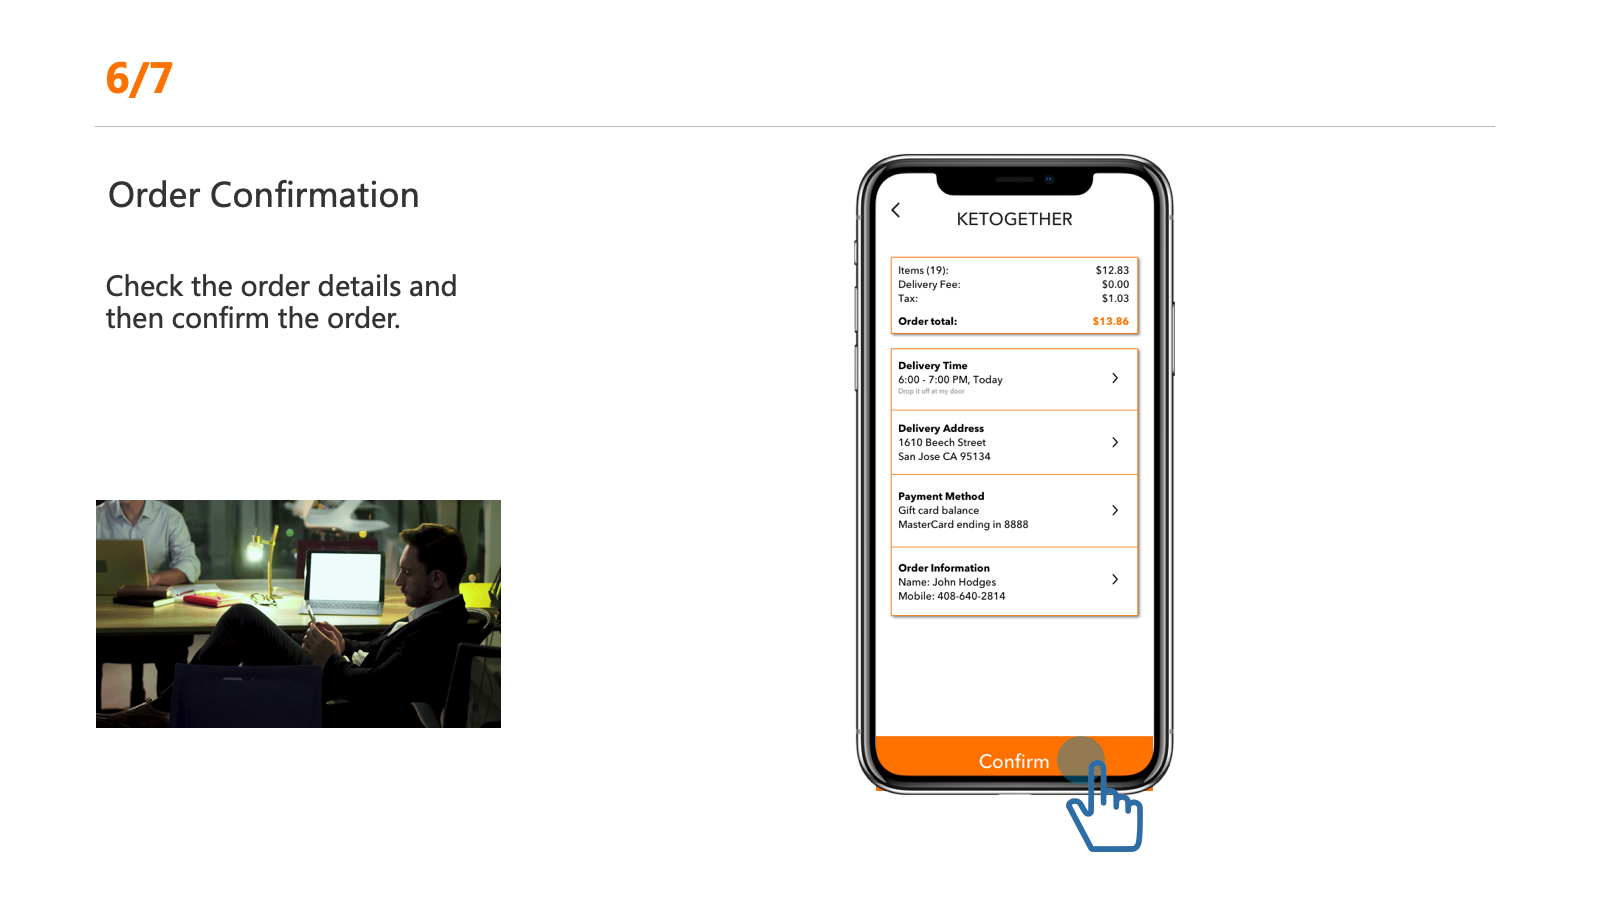 6/7
Order Confirmation
Check the order details and
then confirm the order.
KETOGETHER
Items (19): $12.83
Delivery Fee: $0.00
Tax: $1.03
Order total: $13.86
Delivery Time
6:00 - 7:00 PM, Today
Drop it off at my door
Delivery Address
1610 Beech Street
San Jose CA 95134
Payment Method
Gift card balance
MasterCard ending in 8888
Order Information
Name: John Hodges
Mobile: 408-640-2814
Confirm